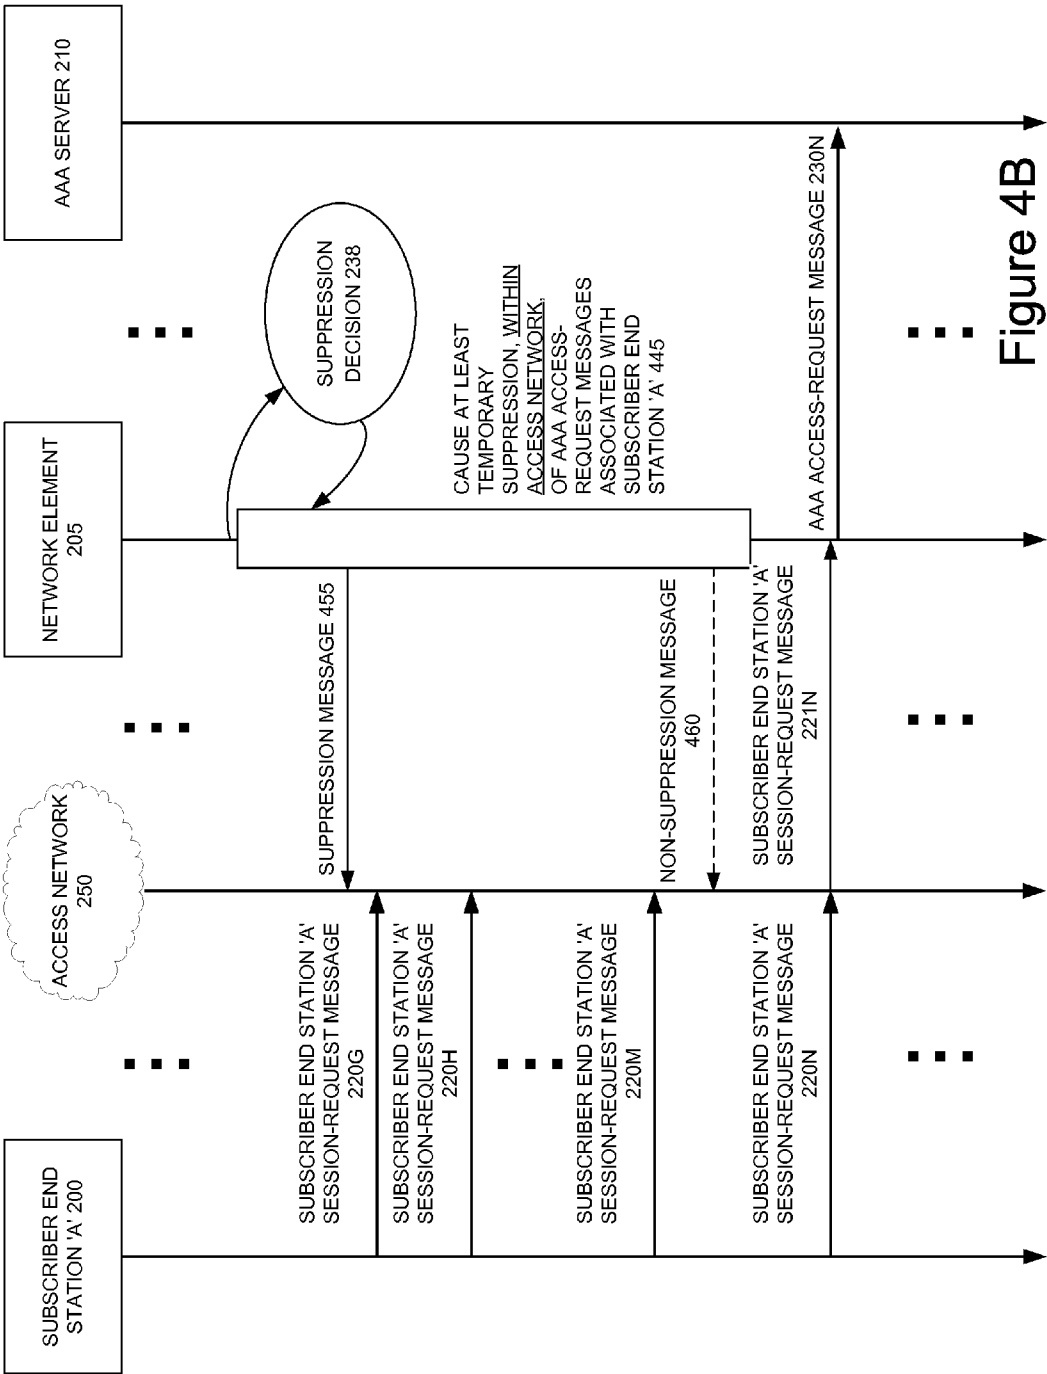 SUBSCRIBER END
STATION 'A' 200
ACCESS NETWORK
250
NETWORK ELEMENT
205
AAA SERVER 210
SUPPRESSION
DECISION 238
SUPPRESSION MESSAGE 455
SUBSCRIBER END STATION 'A'
SESSION-REQUEST MESSAGE
220G
SUBSCRIBER END STATION 'A'
SESSION-REQUEST MESSAGE
220H
CAUSE AT LEAST
TEMPORARY
SUPPRESSION, WITHIN
ACCESS NETWORK,
OF AAA ACCESS-
REQUEST MESSAGES
ASSOCIATED WITH
SUBSCRIBER END
STATION 'A' 445
SUBSCRIBER END STATION 'A'
SESSION-REQUEST MESSAGE
220M
NON-SUPPRESSION MESSAGE
460
SUBSCRIBER END STATION 'A'
SESSION-REQUEST MESSAGE
220N
SUBSCRIBER END STATION 'A'
SESSION-REQUEST MESSAGE
221N
AAA ACCESS-REQUEST MESSAGE 230N
Figure 4B